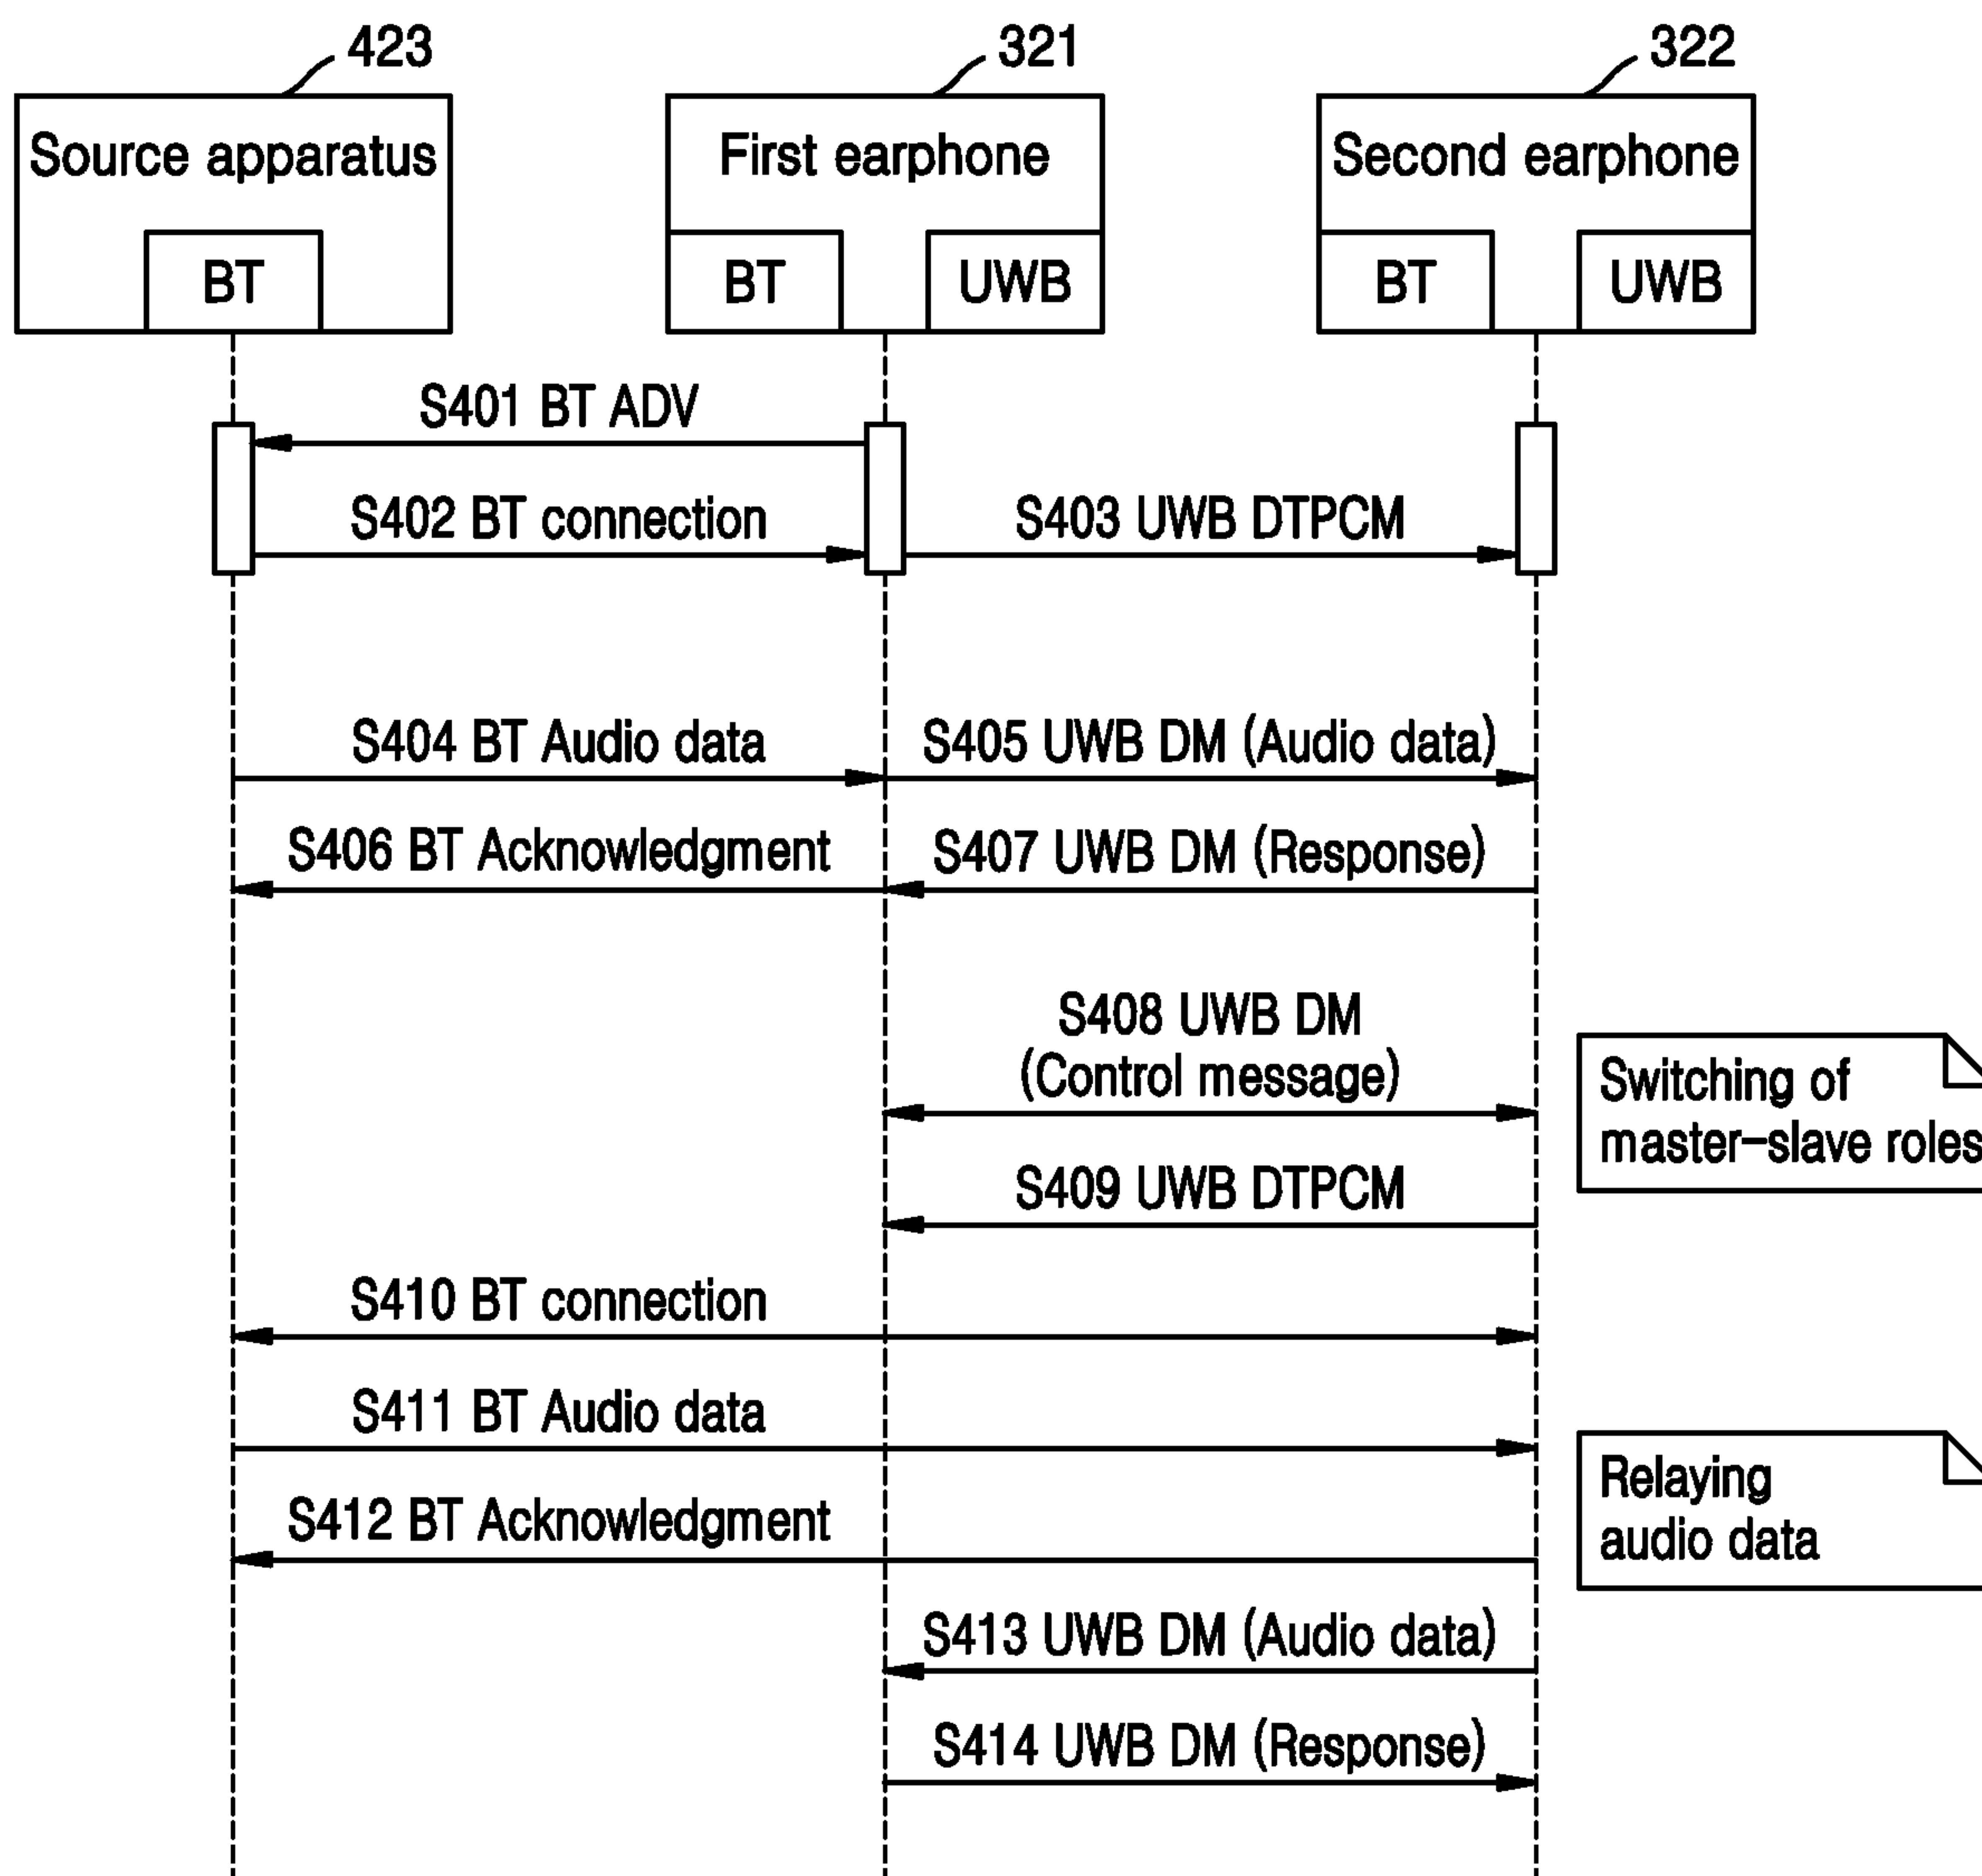 423
321
322
Source apparatus
First earphone
Second earphone
BT
BT
UWB
BT
UWB
S401 BT ADV
S402 BT connection
S403 UWB DTPCM
S404 BT Audio data
S405 UWB DM (Audio data)
S406 BT Acknowledgment
S407 UWB DM (Response)
S408 UWB DM
(Control message)
Switching of
master-slave roles
S409 UWB DTPCM
S410 BT connection
S411 BT Audio data
Relaying
audio data
S412 BT Acknowledgment
S413 UWB DM (Audio data)
S414 UWB DM (Response)